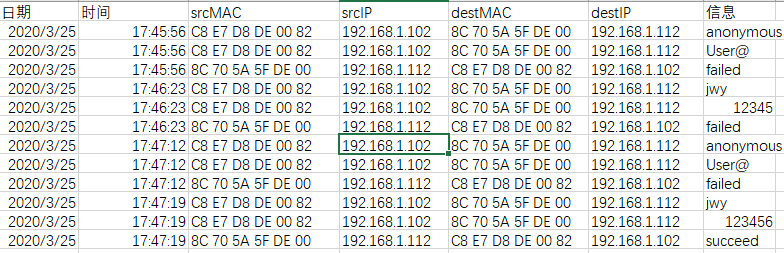 日期 时间 srcMAC srcIP destMAC destIP 信息
2020/3/25 17:45:56 C8 E7 D8 DE 00 82 192.168.1.102 8C 70 5A 5F DE 00 192.168.1.112 anonymous
2020/3/25 17:45:56 C8 E7 D8 DE 00 82 192.168.1.102 8C 70 5A 5F DE 00 192.168.1.112 User@
2020/3/25 17:45:56 8C 70 5A 5F DE 00 192.168.1.112 C8 E7 D8 DE 00 82 192.168.1.102 failed
2020/3/25 17:46:23 C8 E7 D8 DE 00 82 192.168.1.102 8C 70 5A 5F DE 00 192.168.1.112 jwy
2020/3/25 17:46:23 C8 E7 D8 DE 00 82 192.168.1.102 8C 70 5A 5F DE 00 192.168.1.112 12345
2020/3/25 17:46:23 8C 70 5A 5F DE 00 192.168.1.112 C8 E7 D8 DE 00 82 192.168.1.102 failed
2020/3/25 17:47:12 C8 E7 D8 DE 00 82 192.168.1.102 8C 70 5A 5F DE 00 192.168.1.112 anonymous
2020/3/25 17:47:12 C8 E7 D8 DE 00 82 192.168.1.102 8C 70 5A 5F DE 00 192.168.1.112 User@
2020/3/25 17:47:12 8C 70 5A 5F DE 00 192.168.1.112 C8 E7 D8 DE 00 82 192.168.1.102 failed
2020/3/25 17:47:19 C8 E7 D8 DE 00 82 192.168.1.102 8C 70 5A 5F DE 00 192.168.1.112 jwy
2020/3/25 17:47:19 C8 E7 D8 DE 00 82 192.168.1.102 8C 70 5A 5F DE 00 192.168.1.112 123456
2020/3/25 17:47:19 8C 70 5A 5F DE 00 192.168.1.112 C8 E7 D8 DE 00 82 192.168.1.102 succeed